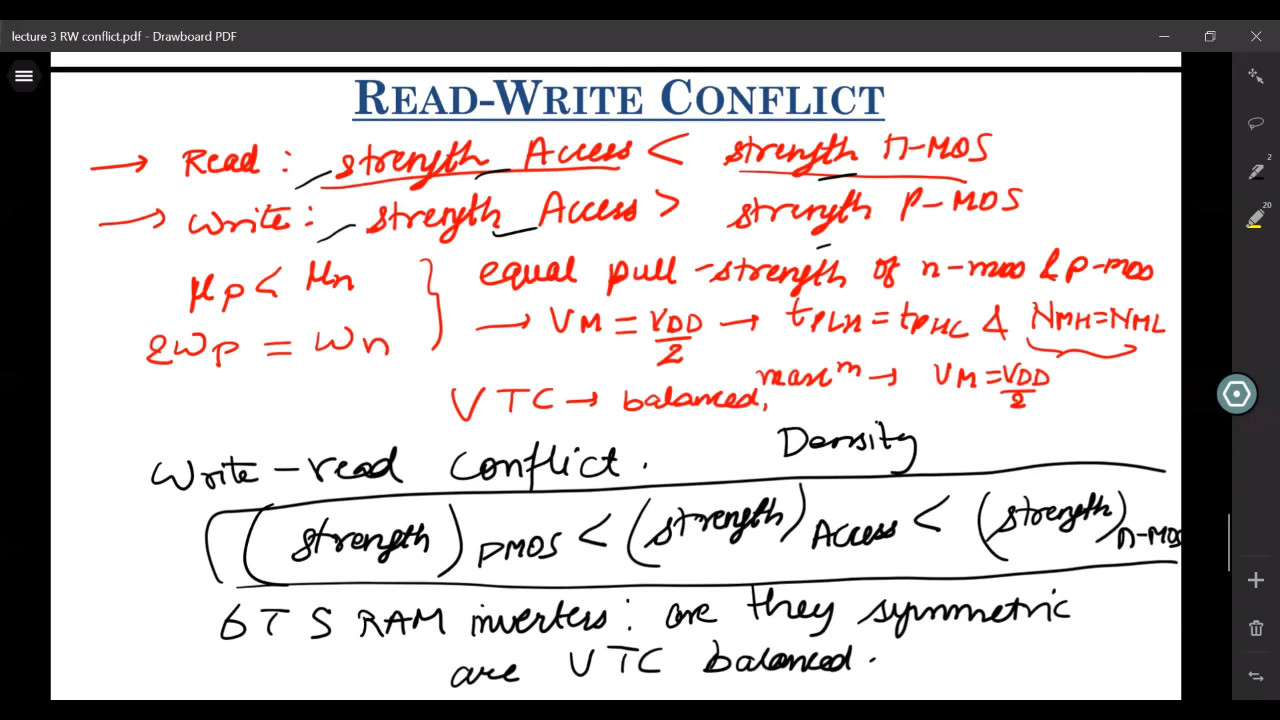 lecture 3 RW conflict.pdf - Drawboard PDF
READ-WRITE CONFLICT
→ Read : strength Access < strength n-MOS
→ Write : strength Access > strength P-MOS
μp < μn } equal pull-strength of n-mos & p-mos
2Wp = Wn → VM = VDD/2 → tPLH = tPHL & NMH = NML
VTC → balanced, maxm → VM = VDD/2
Write-read conflict. Density
(strength)PMOS < (strength)Access < (strength)n-MOS
6T SRAM inverters : are they symmetric
are VTC balanced.
2
20